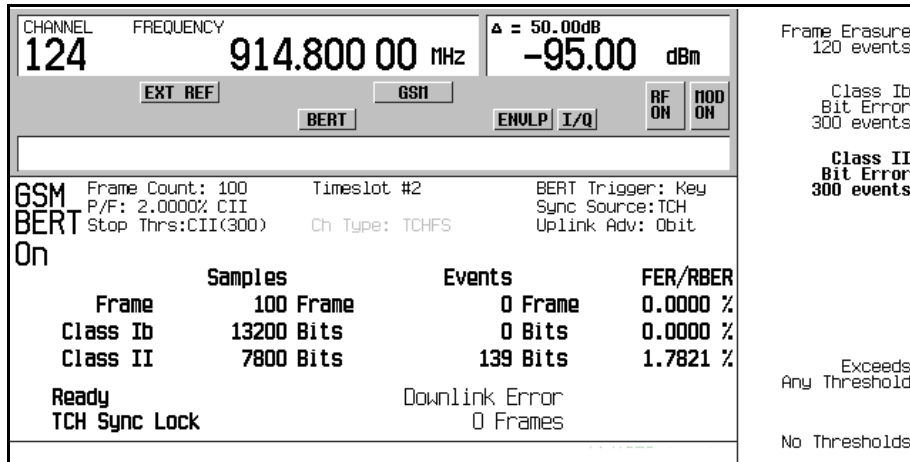 CHANNEL FREQUENCY
124 914.800 00 MHz
Δ = 50.00dB
-95.00 dBm
EXT REF GSM
BERT ENVLP I/Q
RF ON MOD ON
GSM BERT On
Frame Count: 100 Timeslot #2 BERT Trigger: Key
P/F: 2.0000% CII Sync Source:TCH
Stop Thrs:CII(300) Ch Type: TCHFS Uplink Adv: 0bit
Samples Events FER/RBER
Frame 100 Frame 0 Frame 0.0000 %
Class Ib 13200 Bits 0 Bits 0.0000 %
Class II 7800 Bits 139 Bits 1.7821 %
Ready Downlink Error
TCH Sync Lock 0 Frames
Frame Erasure
120 events
Class Ib
Bit Error
300 events
Class II
Bit Error
300 events
Exceeds
Any Threshold
No Thresholds